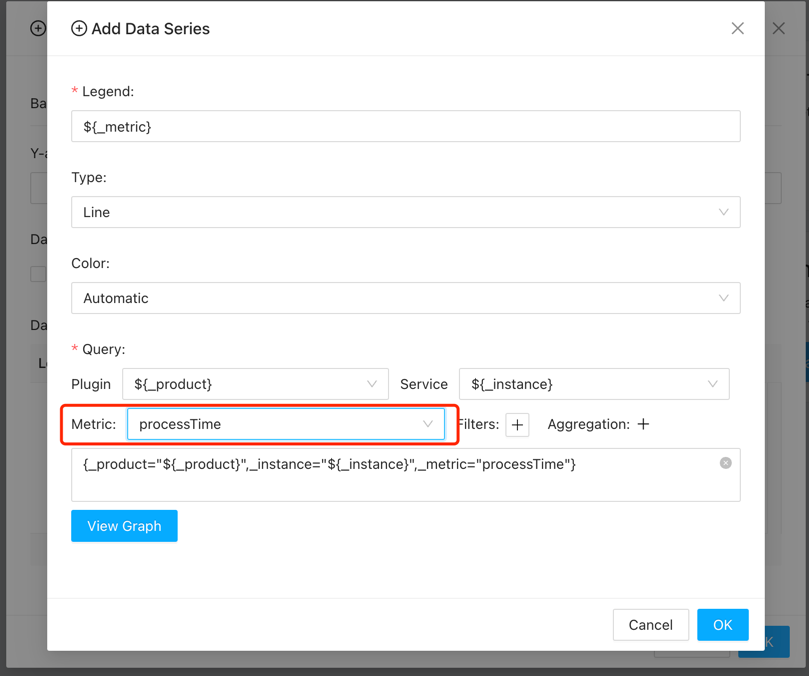 Add Data Series
* Legend:
${_metric}
Type:
Line
Color:
Automatic
* Query:
Plugin ${_product} Service ${_instance}
Metric: processTime Filters: + Aggregation: +
{_product="${_product}",_instance="${_instance}",_metric="processTime"}
View Graph
Cancel OK